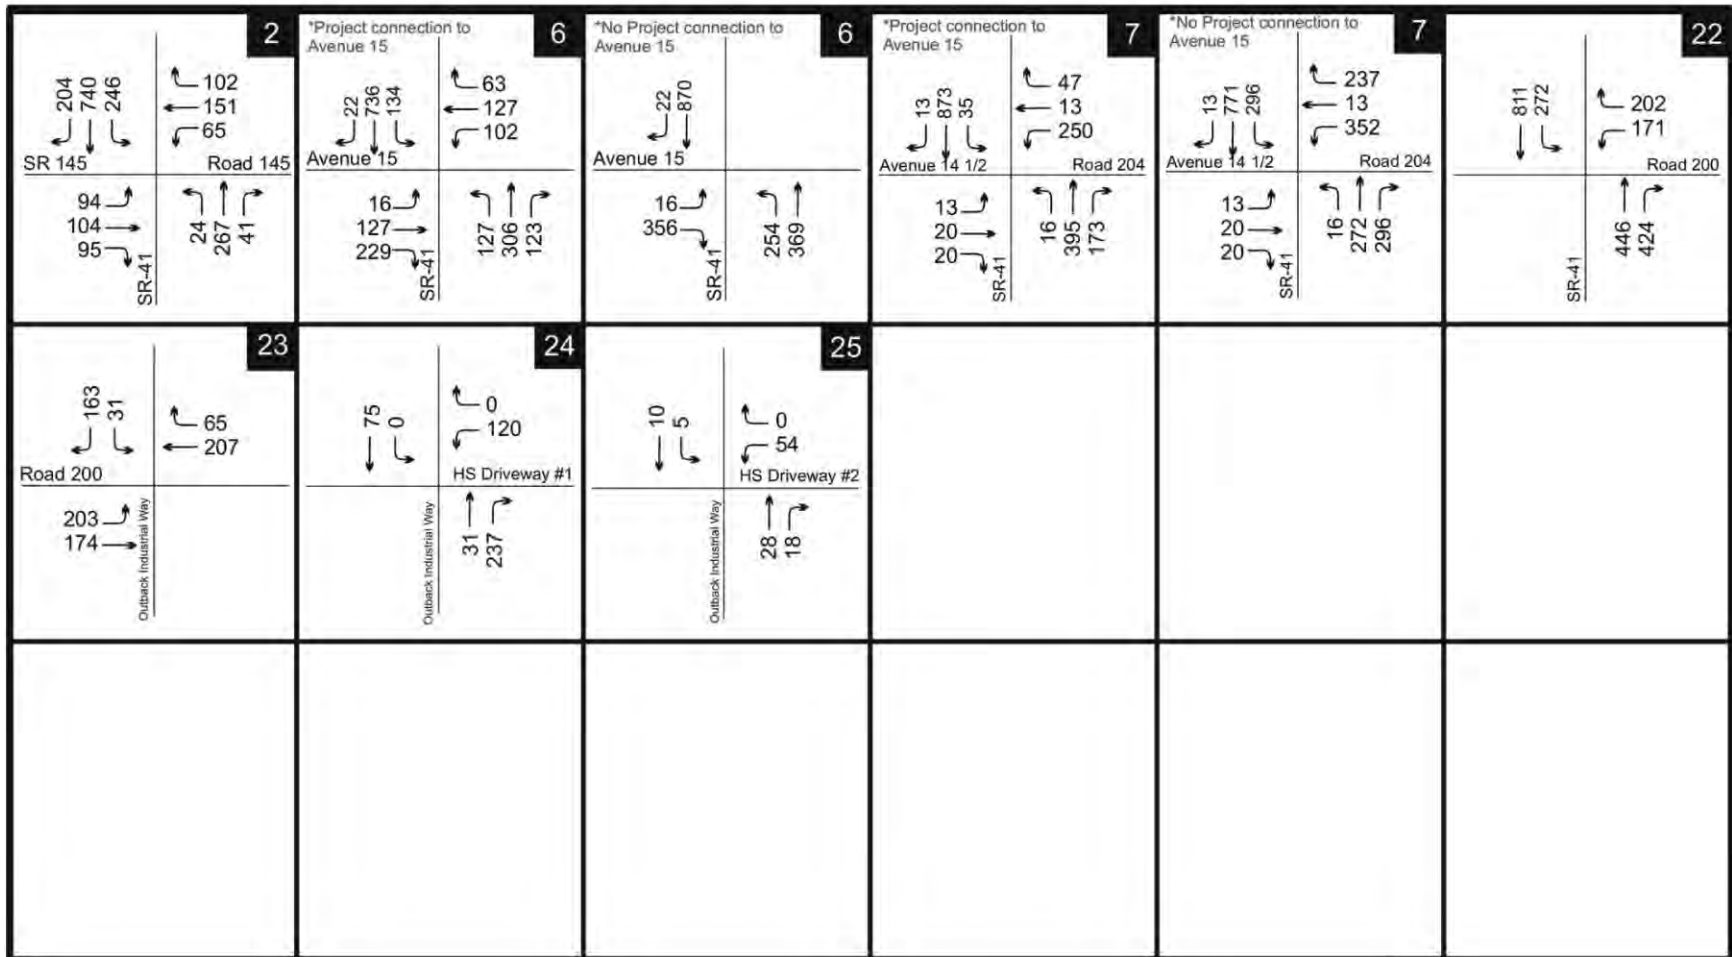 2
204 740 246
102
151
65
SR 145
Road 145
94
104
95
24 267 41
SR-41
*Project connection to
Avenue 15
6
22 736 134
63
127
102
Avenue 15
16
127
229
127 306 123
SR-41
*No Project connection to
Avenue 15
6
22 870
Avenue 15
16
356
254 369
SR-41
*Project connection to
Avenue 15
7
13 873 35
47
13
250
Avenue 14 1/2
Road 204
13
20
20
16 395 173
SR-41
*No Project connection to
Avenue 15
7
13 771 296
237
13
352
Avenue 14 1/2
Road 204
13
20
20
16 272 296
SR-41
22
811 272
202
171
Road 200
446 424
SR-41
23
163 31
65
207
Road 200
203
174
Outback Industrial Way
24
75 0
0
120
HS Driveway #1
31 237
Outback Industrial Way
25
10 5
0
54
HS Driveway #2
28 18
Outback Industrial Way